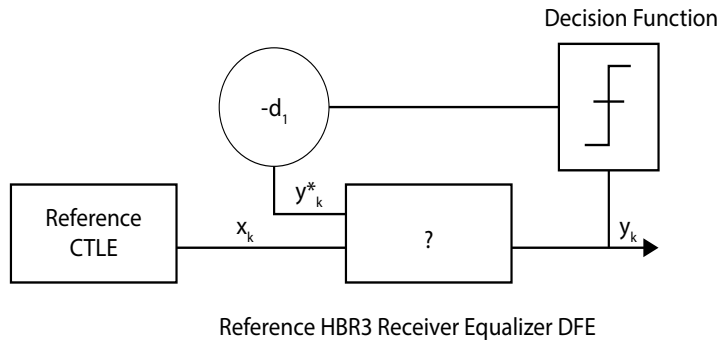 Decision Function
-d₁
y*ₖ
Reference
CTLE
xₖ
?
yₖ
Reference HBR3 Receiver Equalizer DFE